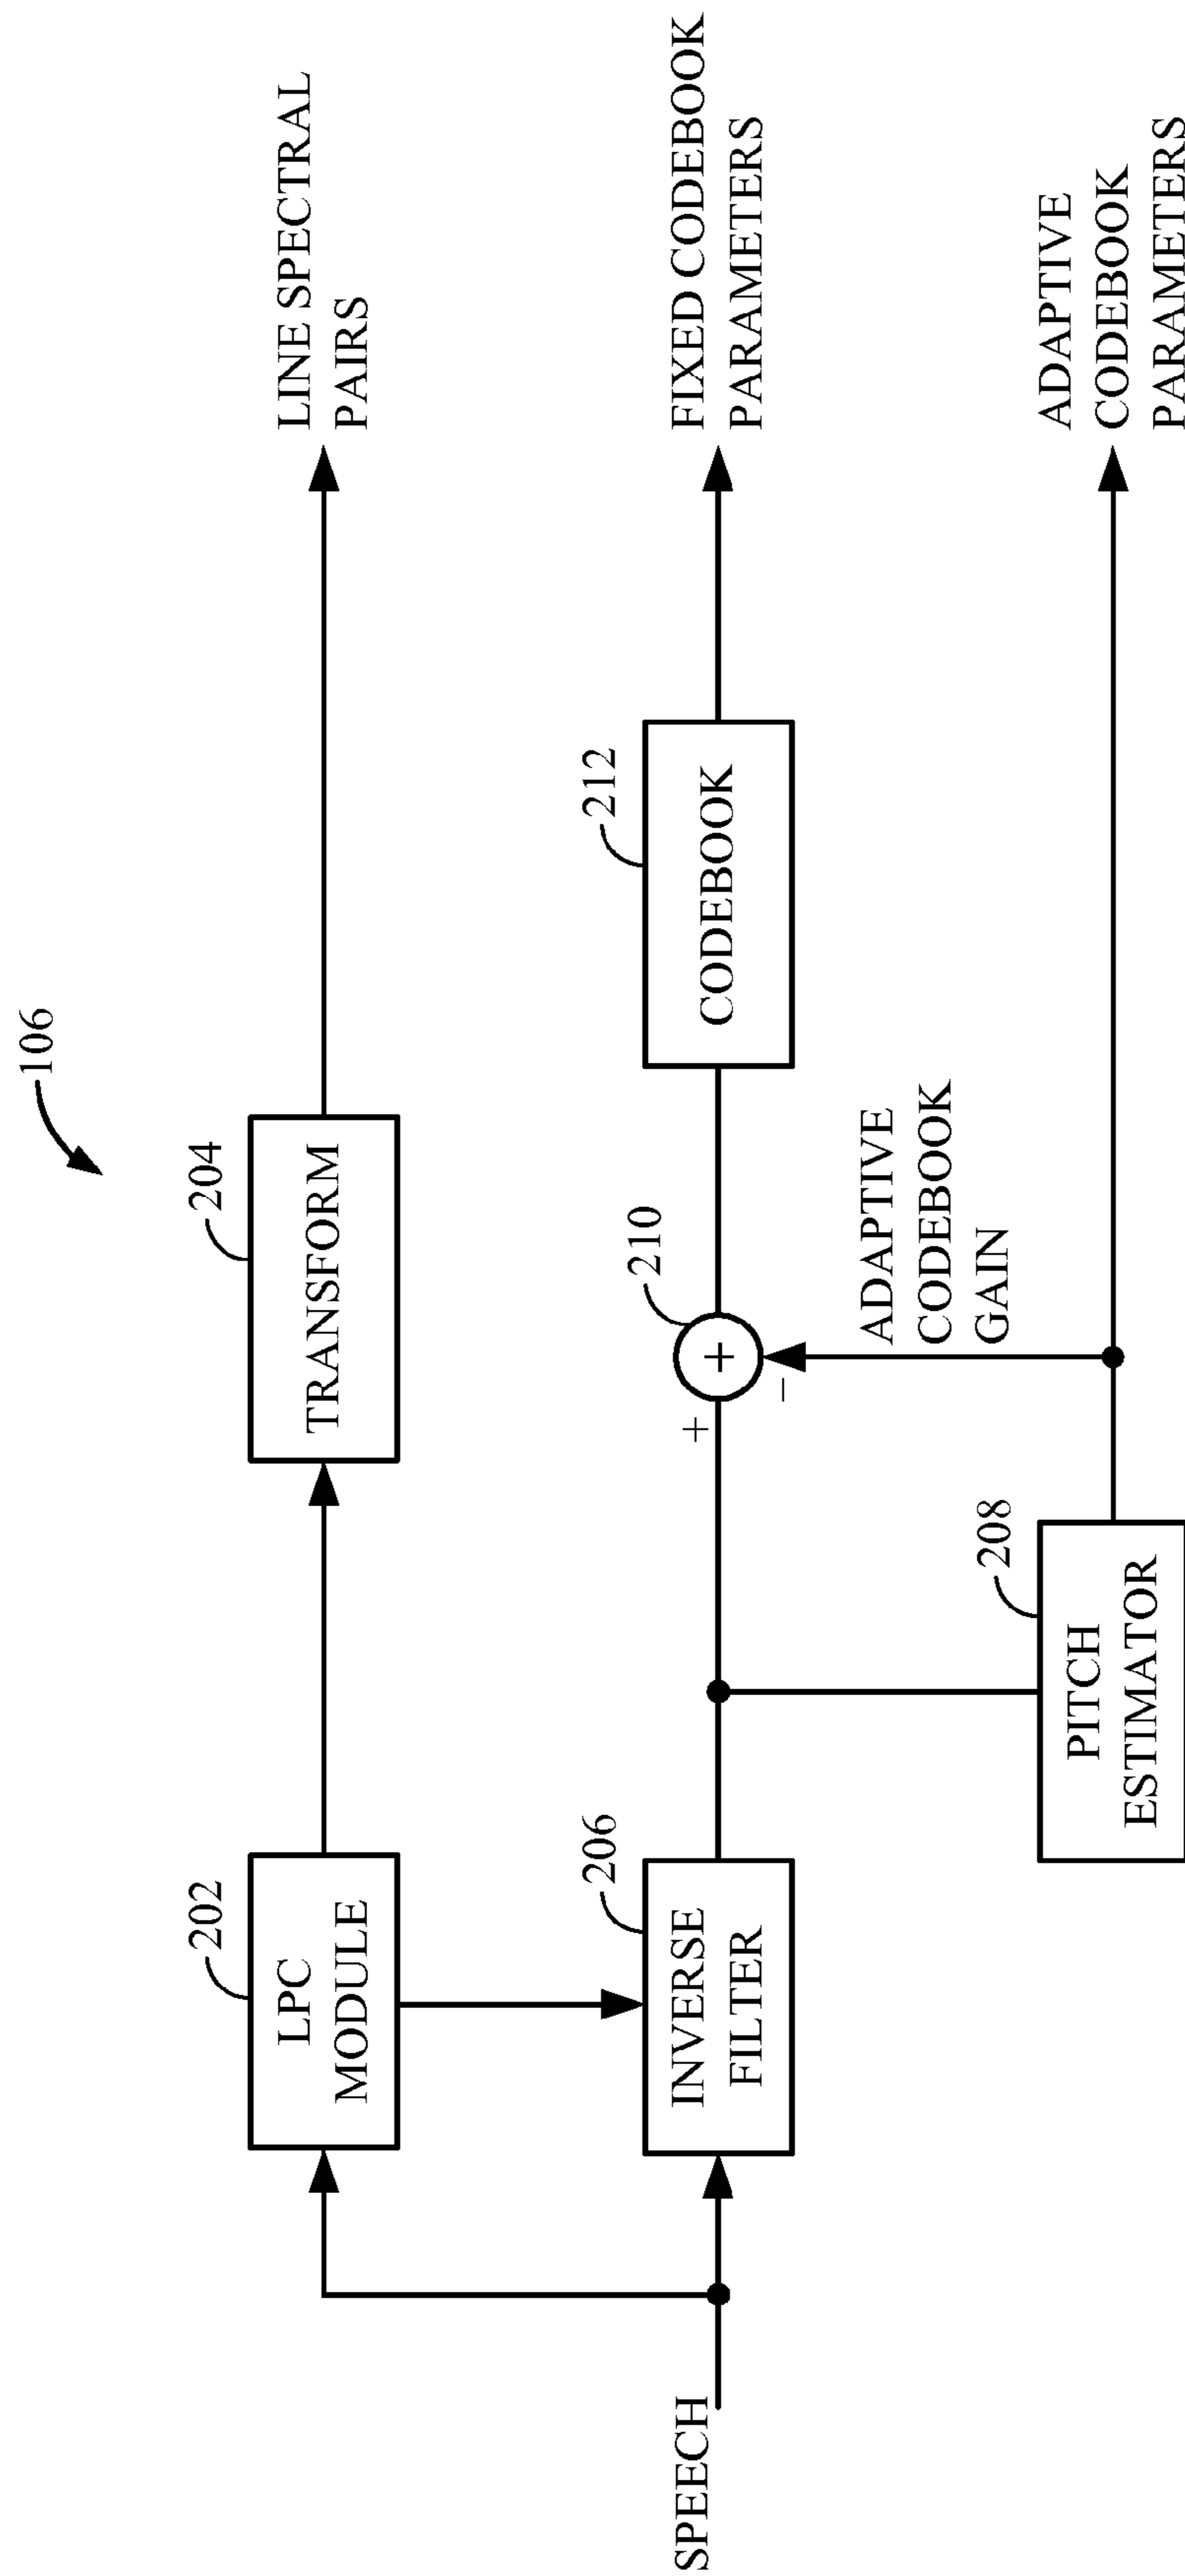 106
202
LPC
MODULE
204
TRANSFORM
LINE SPECTRAL
PAIRS
SPEECH
206
INVERSE
FILTER
+
−
210
+
212
CODEBOOK
FIXED CODEBOOK
PARAMETERS
ADAPTIVE
CODEBOOK
GAIN
208
PITCH
ESTIMATOR
ADAPTIVE
CODEBOOK
PARAMETERS